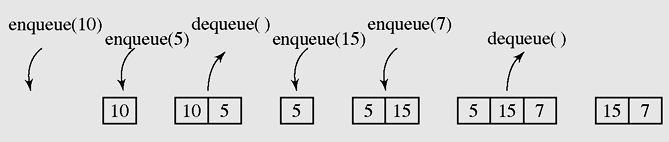 enqueue(10) enqueue(5) dequeue( ) enqueue(15) enqueue(7) dequeue( )
10 10 5 5 5 15 5 15 7 15 7